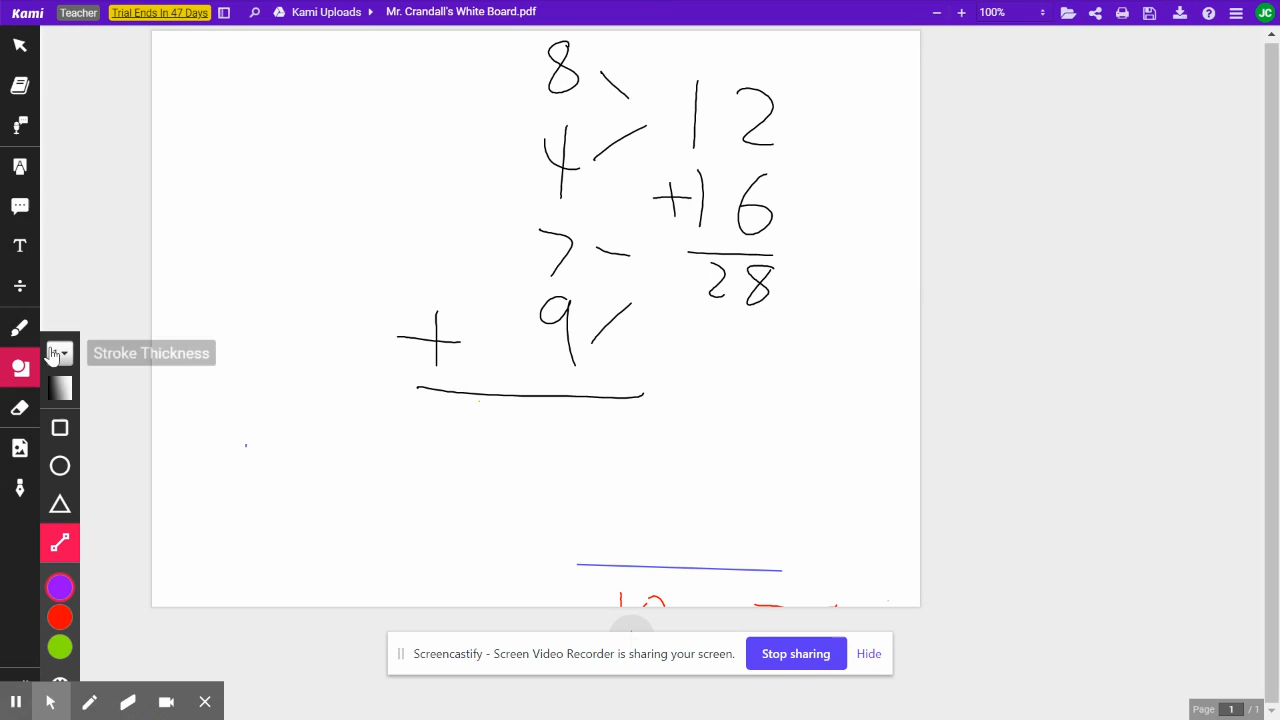 Kami Teacher Trial Ends In 47 Days Kami Uploads Mr. Crandall's White Board.pdf 100% JC
8
4
7
+ 9
12
+16
28
Stroke Thickness
Screencastify - Screen Video Recorder is sharing your screen. Stop sharing Hide
Page 1 / 1